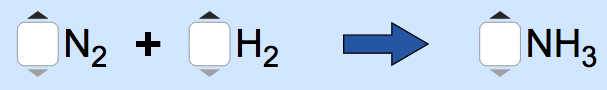 N₂ + H₂ NH₃